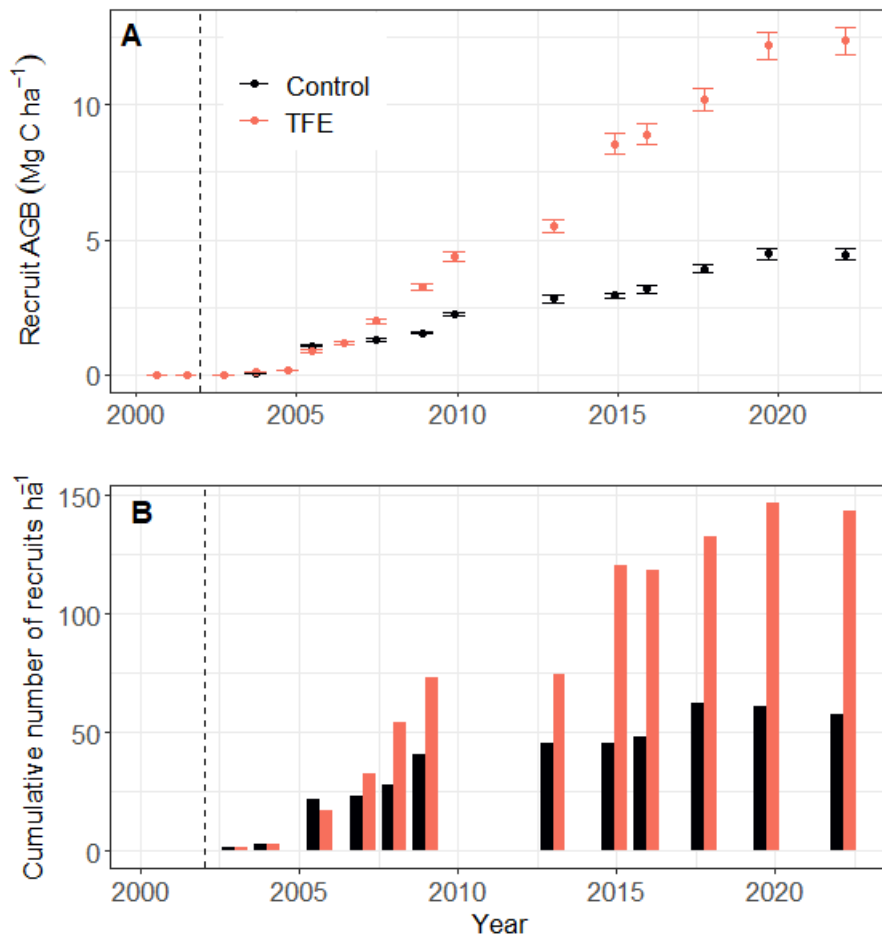 A
Control
TFE
Recruit AGB (Mg C ha⁻¹)
10
5
0
2000 2005 2010 2015 2020
B
Cumulative number of recruits ha⁻¹
150
100
50
0
2000 2005 2010 2015 2020
Year